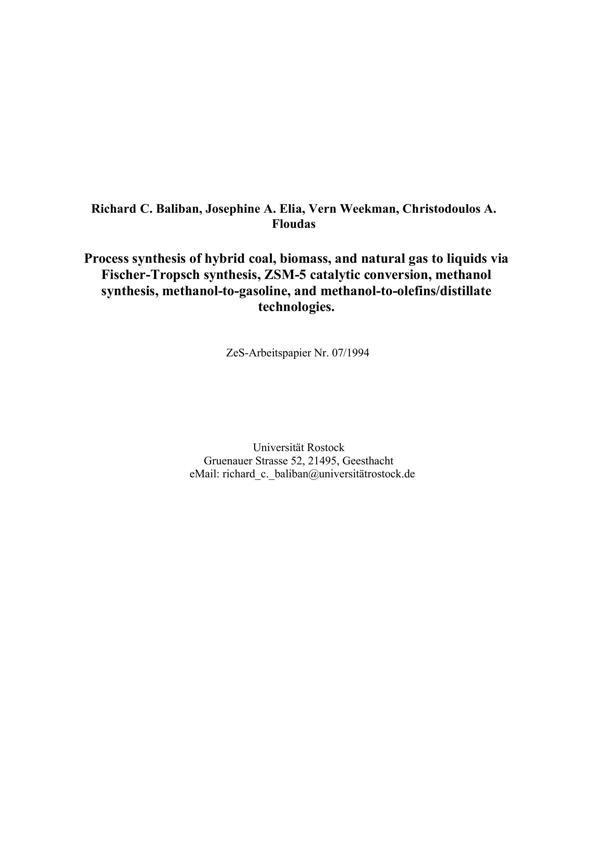 Richard C. Baliban, Josephine A. Elia, Vern Weekman, Christodoulos A.
Floudas
Process synthesis of hybrid coal, biomass, and natural gas to liquids via
Fischer-Tropsch synthesis, ZSM-5 catalytic conversion, methanol
synthesis, methanol-to-gasoline, and methanol-to-olefins/distillate
technologies.
ZeS-Arbeitspapier Nr. 07/1994
Universität Rostock
Gruenauer Strasse 52, 21495, Geesthacht
eMail: richard_c._baliban@universitätrostock.de